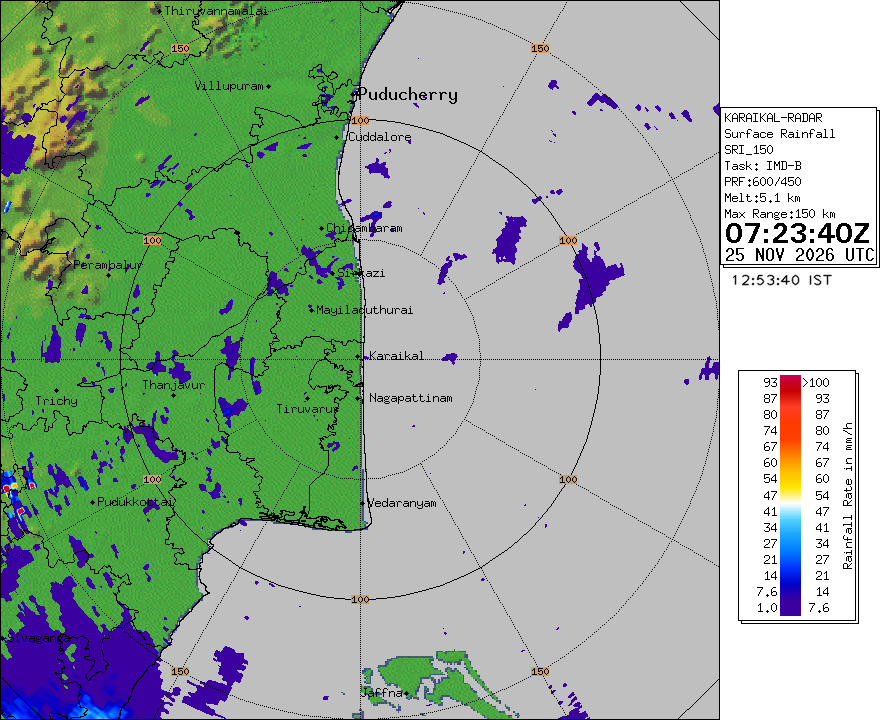 Thiruvannamalai
150
150
Villupuram
Puducherry
100
Cuddalore
KARAIKAL-RADAR
Surface Rainfall
SRI_150
Task: IMD-B
PRF:600/450
Melt:5.1 km
Max Range:150 km
07:23:40Z
25 NOV 2026 UTC
12:53:40 IST
Chidambaram
100
100
Perambalur
Sirkazi
Mayiladuthurai
Karaikal
Thanjavur
Trichy
Tiruvarur
Nagapattinam
100
100
Pudukkottai
Vedaranyam
100
Sivaganga
150
150
Jaffna
93 >100
87 93
80 87
74 80
67 74
60 67
54 60
47 54
41 47
34 41
27 34
21 27
14 21
7.6 14
1.0 7.6
Rainfall Rate in mm/h